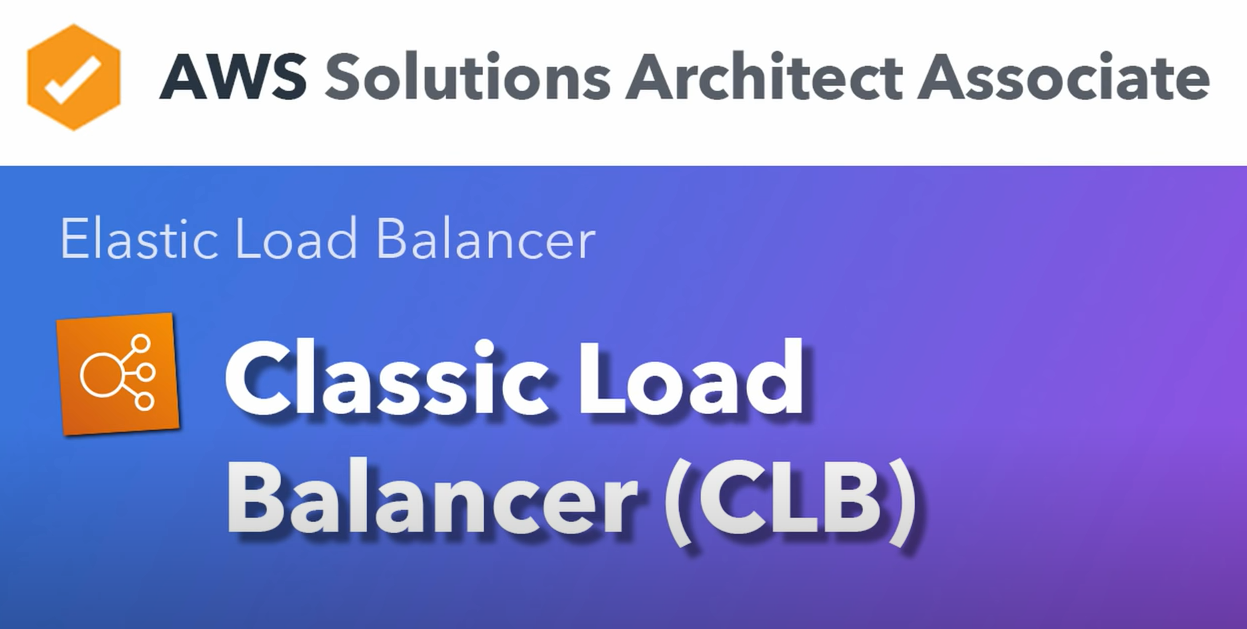 AWS Solutions Architect Associate
Elastic Load Balancer
Classic Load
Balancer (CLB)